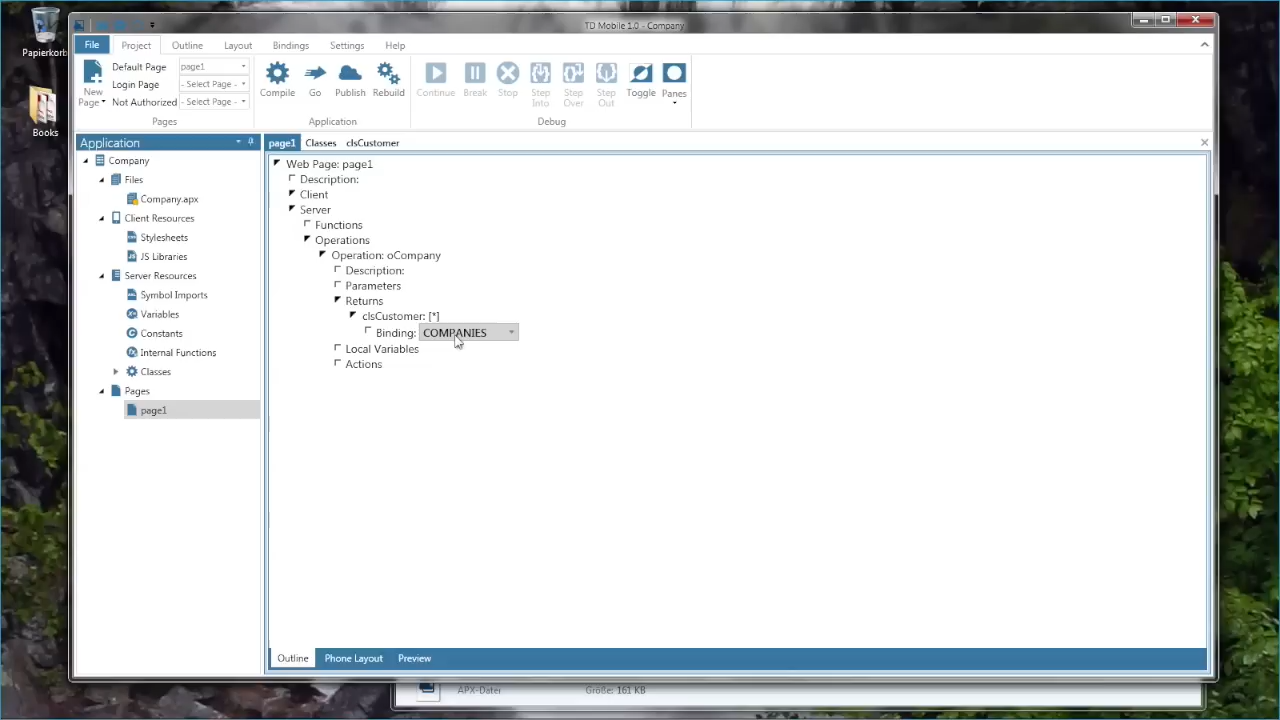 Papierkorb
Books
TD Mobile 1.0 - Company
File Project Outline Layout Bindings Settings Help
New Page
Default Page page1
Login Page - Select Page -
Not Authorized - Select Page -
Pages
Compile Go Publish Rebuild
Application
Continue Break Stop Step Into Step Over Step Out Toggle Panes
Debug
Application
Company
Files
Company.apx
Client Resources
Stylesheets
JS Libraries
Server Resources
Symbol Imports
Variables
Constants
Internal Functions
Classes
Pages
page1
page1 Classes clsCustomer
Web Page: page1
Description:
Client
Server
Functions
Operations
Operation: oCompany
Description:
Parameters
Returns
clsCustomer: [*]
Binding: COMPANIES
Local Variables
Actions
Outline Phone Layout Preview
APX-Datei Größe: 161 KB